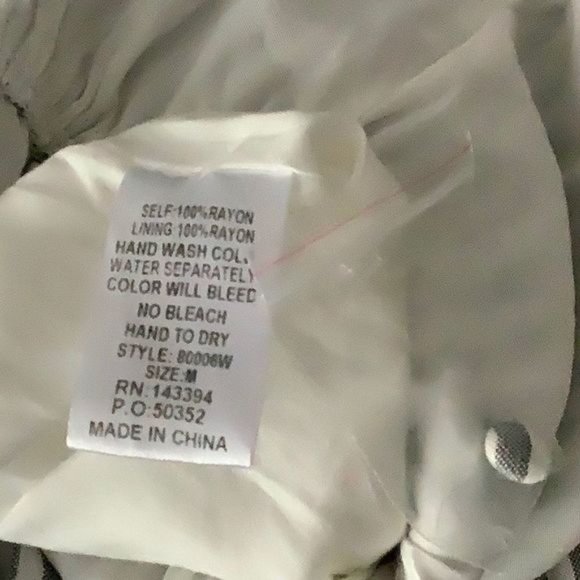 SELF:100%RAYON
LINING:100%RAYON
HAND WASH COL
WATER SEPARATELY
COLOR WILL BLEED
NO BLEACH
HAND TO DRY
STYLE: 80006W
SIZE:M
RN:143394
P.O:50352
MADE IN CHINA